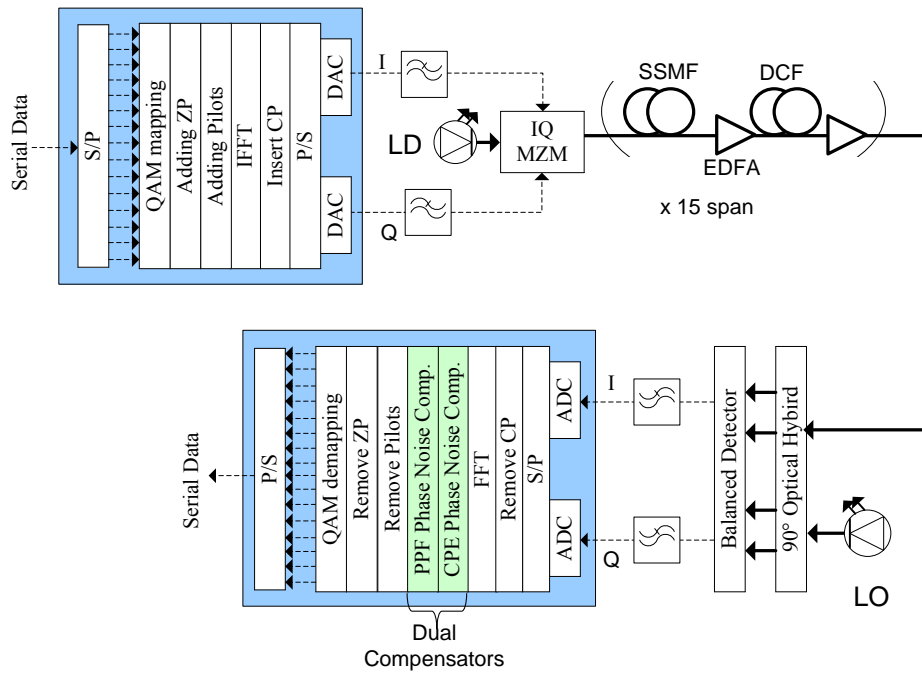 Serial Data
S/P
QAM mapping
Adding ZP
Adding Pilots
IFFT
Insert CP
P/S
DAC
DAC
I
Q
LD
IQ
MZM
SSMF
DCF
EDFA
x 15 span
Serial Data
P/S
QAM demapping
Remove ZP
Remove Pilots
PPF Phase Noise Comp.
CPE Phase Noise Comp.
FFT
Remove CP
S/P
ADC
ADC
I
Q
Balanced Detector
90° Optical Hybird
LO
Dual
Compensators